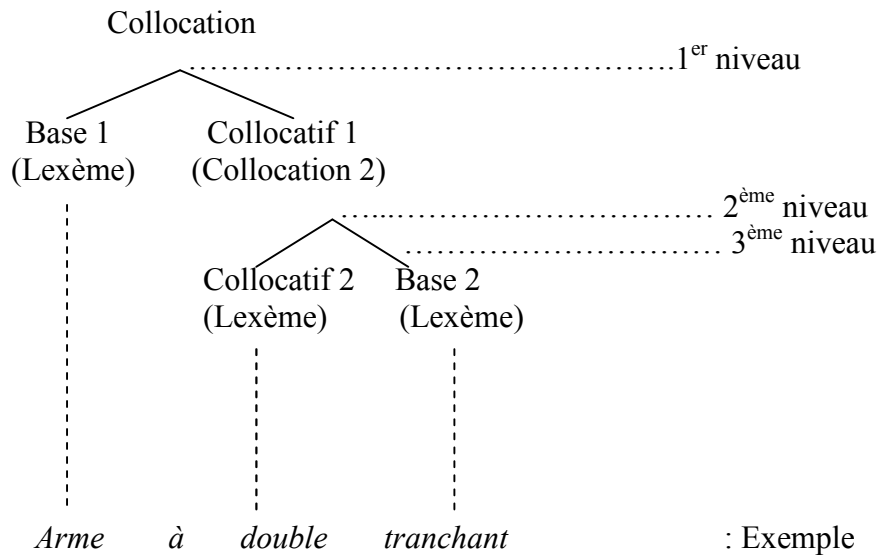 Collocation
……………………………………….1er niveau
Base 1 Collocatif 1
(Lexème) (Collocation 2)
…...……………………………… 2ème niveau
……………………………… 3ème niveau
Collocatif 2 Base 2
(Lexème) (Lexème)
Arme à double tranchant : Exemple